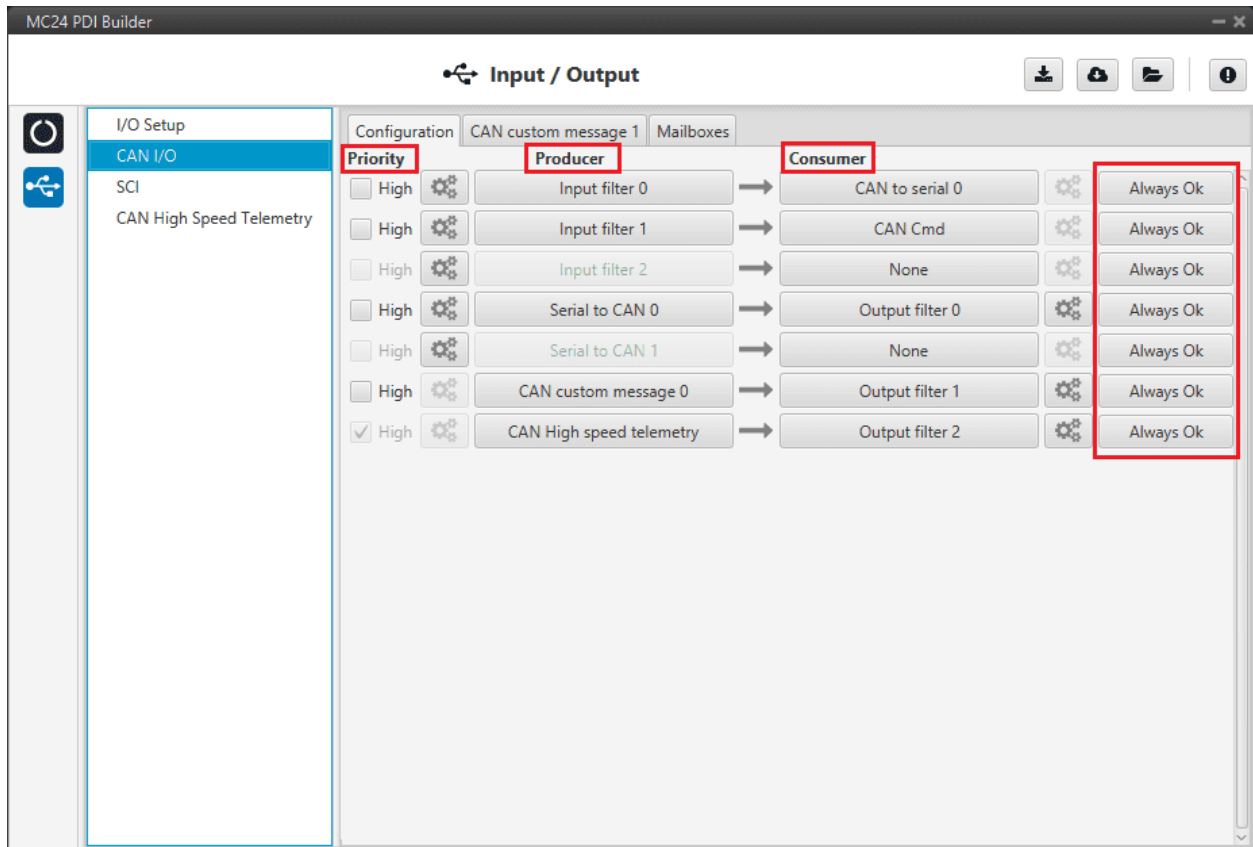 MC24 PDI Builder
Input / Output
I/O Setup
CAN I/O
SCI
CAN High Speed Telemetry
Configuration CAN custom message 1 Mailboxes
Priority Producer Consumer
High Input filter 0 CAN to serial 0 Always Ok
High Input filter 1 CAN Cmd Always Ok
High Input filter 2 None Always Ok
High Serial to CAN 0 Output filter 0 Always Ok
High Serial to CAN 1 None Always Ok
High CAN custom message 0 Output filter 1 Always Ok
High CAN High speed telemetry Output filter 2 Always Ok